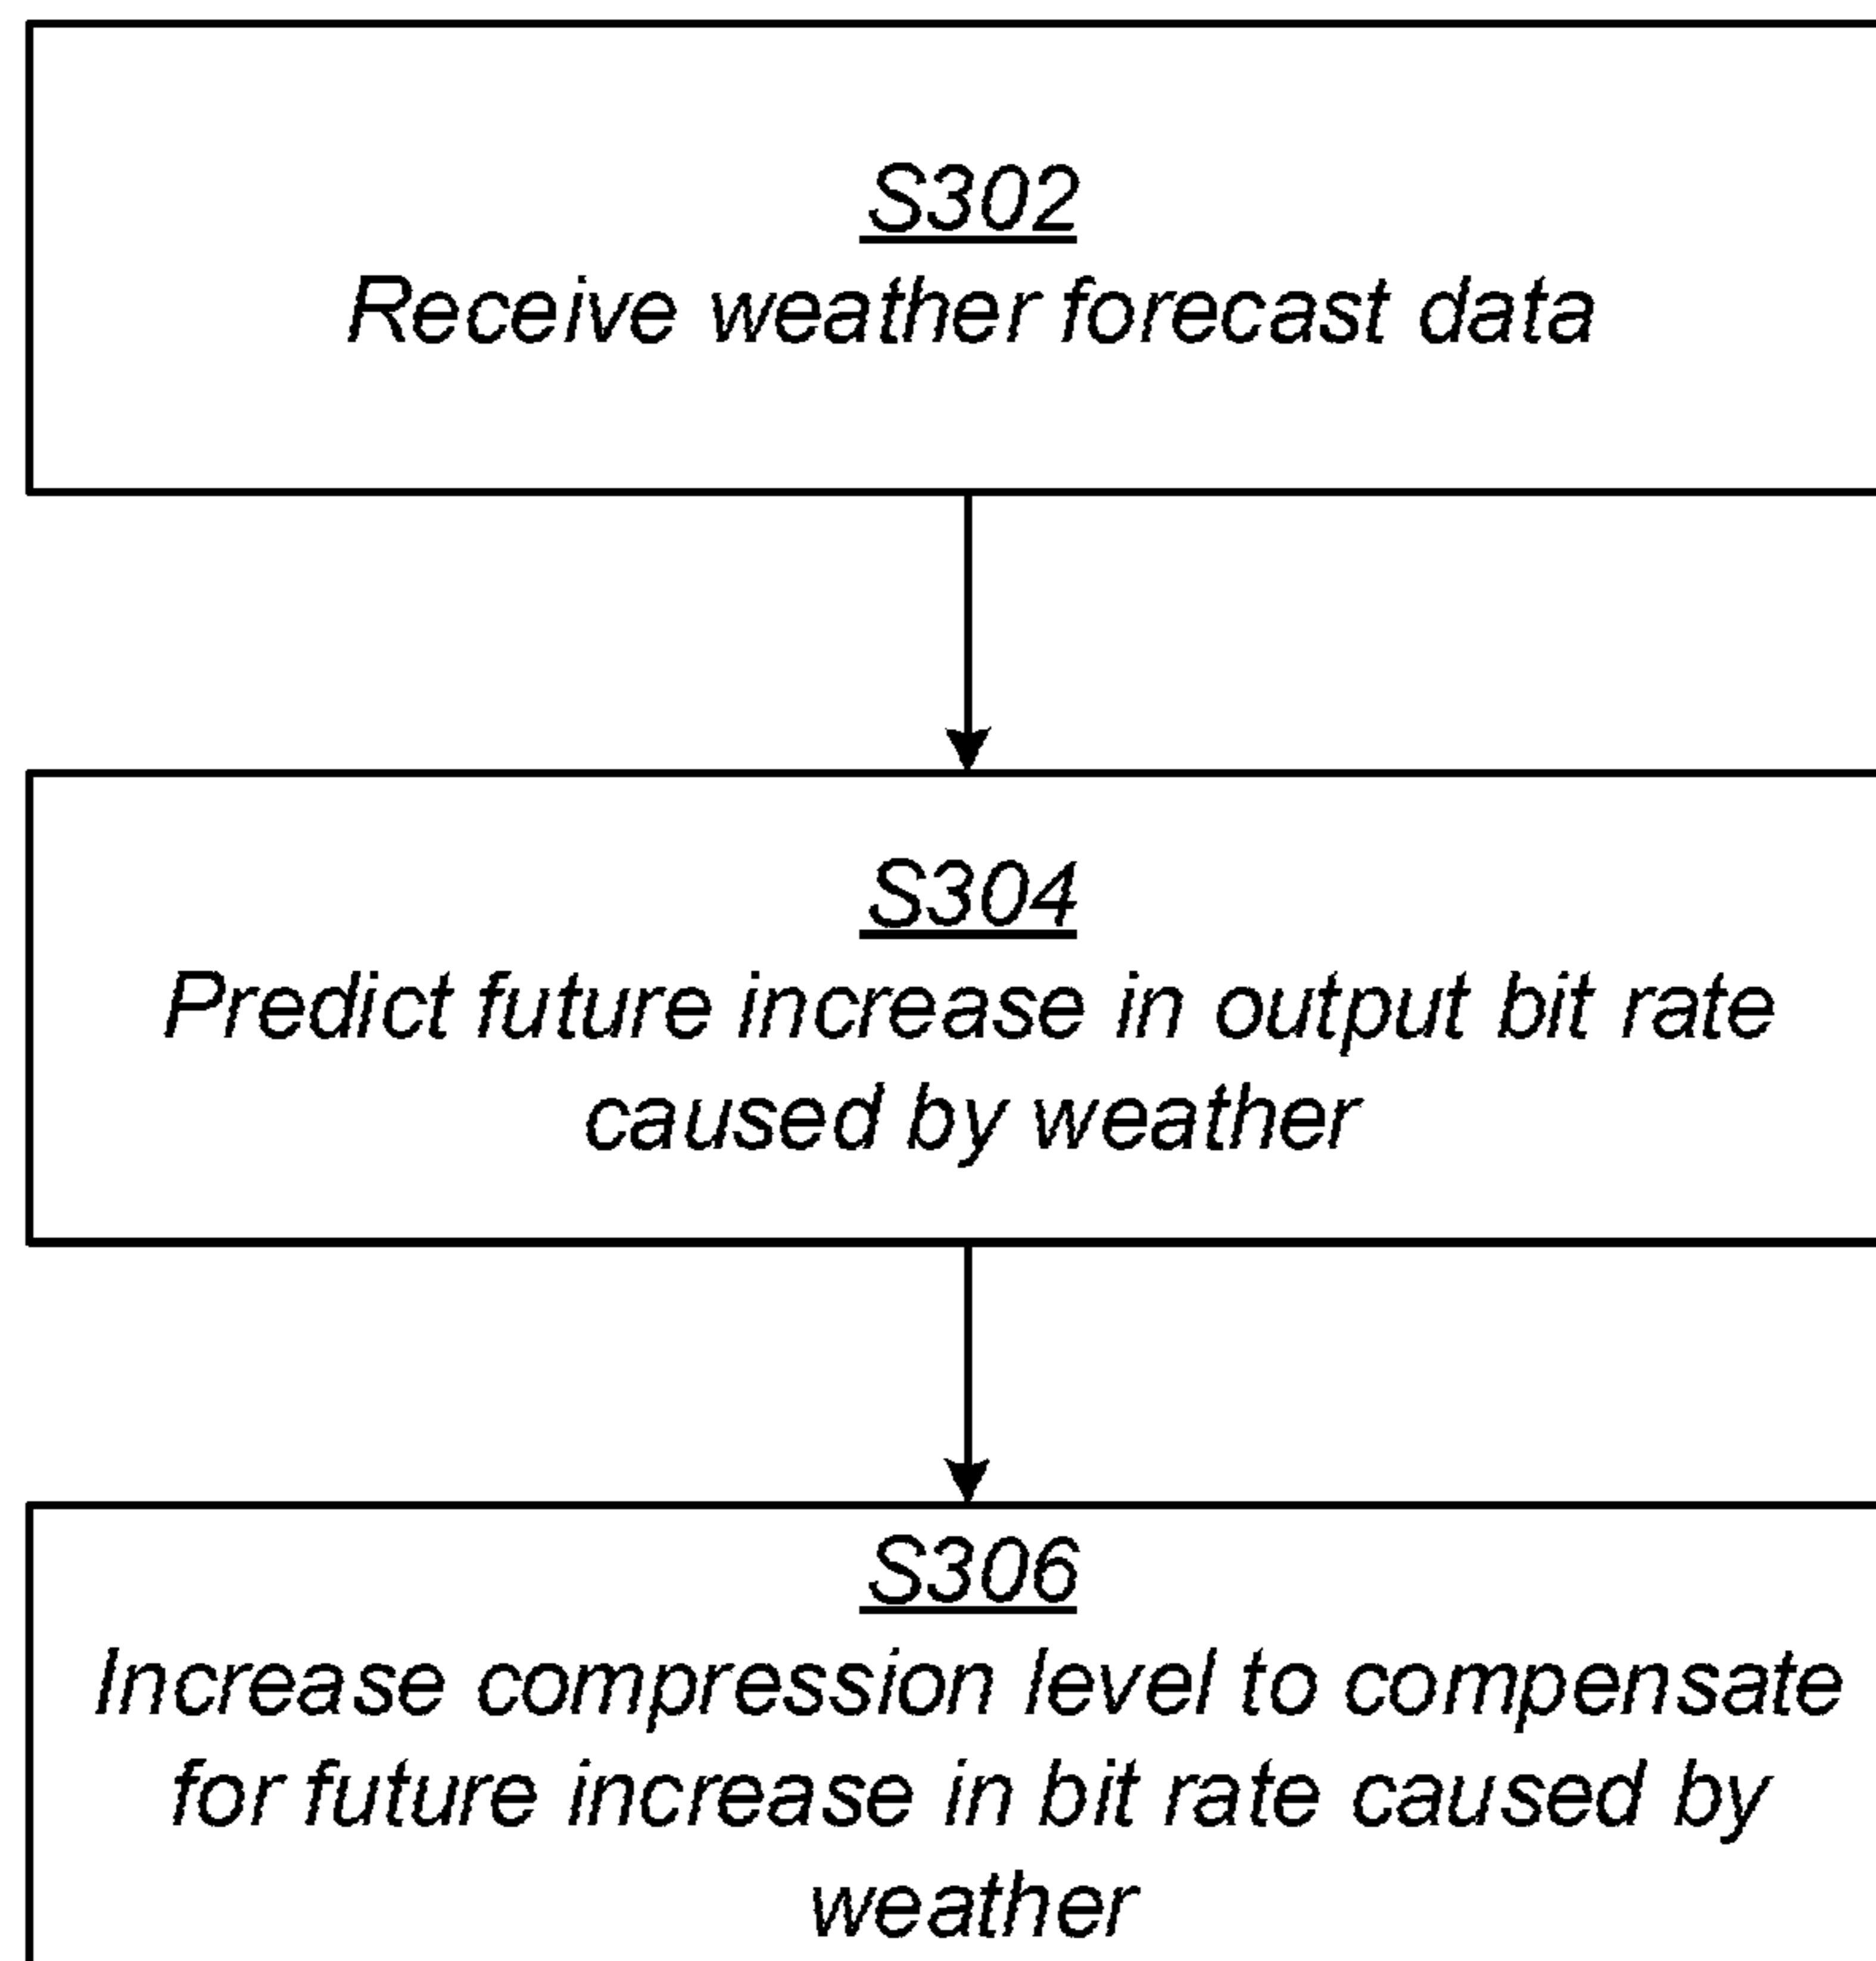 S302
Receive weather forecast data
S304
Predict future increase in output bit rate
caused by weather
S306
Increase compression level to compensate
for future increase in bit rate caused by
weather